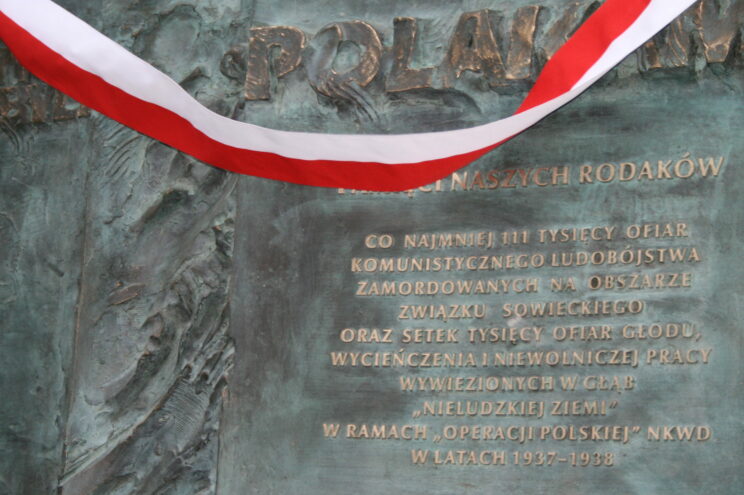 POLAKÓW
NASZYCH RODAKÓW
CO NAJMNIEJ 111 TYSIĘCY OFIAR
KOMUNISTYCZNEGO LUDOBÓJSTWA
ZAMORDOWANYCH NA OBSZARZE
ZWIĄZKU SOWIECKIEGO
ORAZ SETEK TYSIĘCY OFIAR GŁODU,
WYCIEŃCZENIA I NIEWOLNICZEJ PRACY
WYWIEZIONYCH W GŁĄB
„NIELUDZKIEJ ZIEMI”
W RAMACH „OPERACJI POLSKIEJ” NKWD
W LATACH 1937–1938